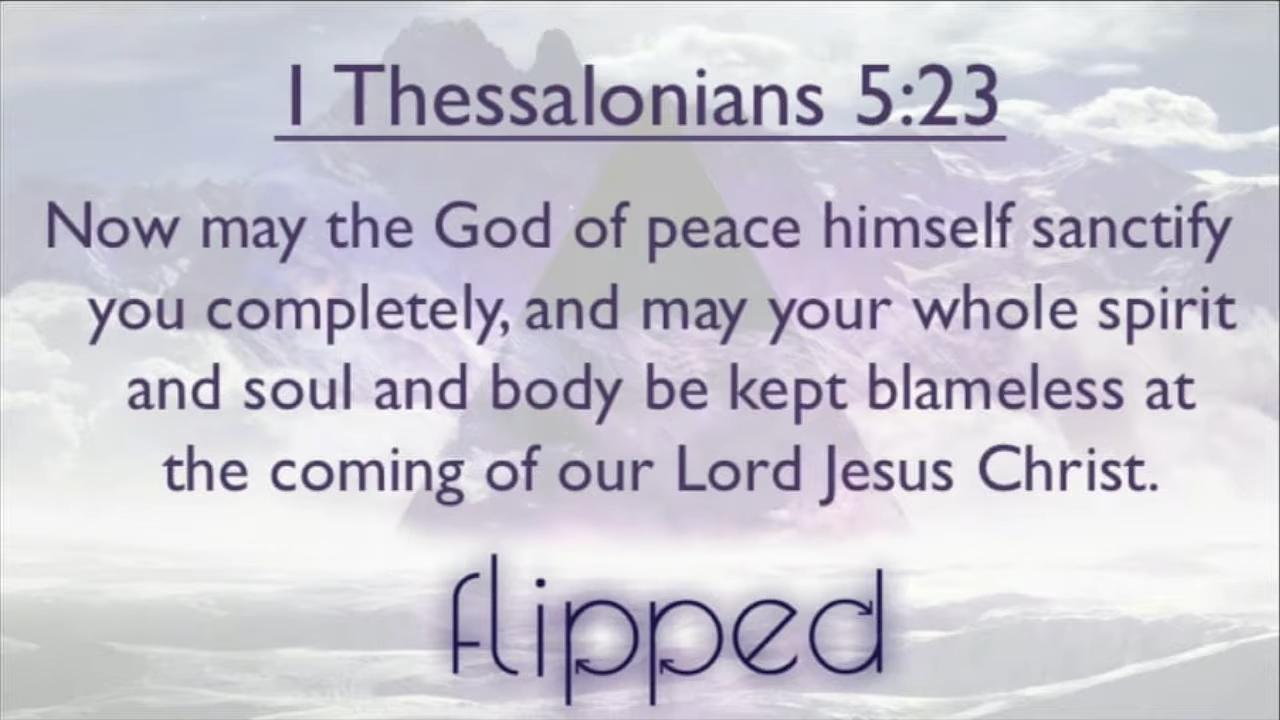 1 Thessalonians 5:23
Now may the God of peace himself sanctify
you completely, and may your whole spirit
and soul and body be kept blameless at
the coming of our Lord Jesus Christ.
flipped